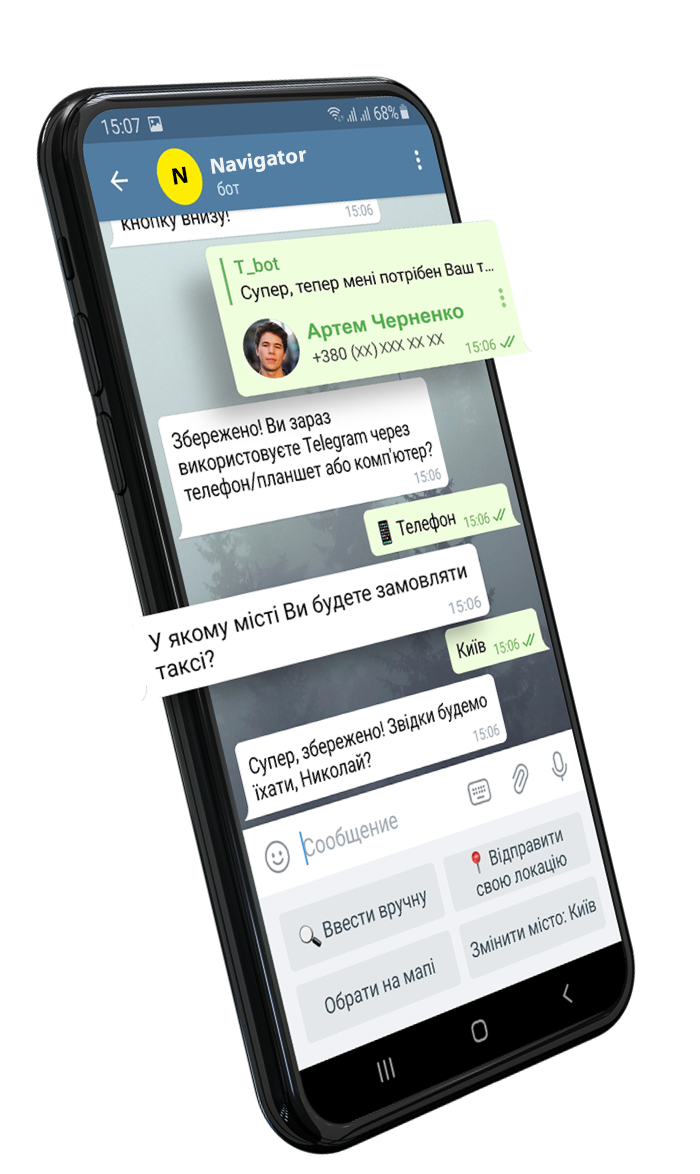 15:07
68%
N
Navigator
бот
кнопку внизу!
15:06
T_bot
Супер, тепер мені потрібен Ваш т...
Артем Черненко
+380 (xx) xxx xx xx
15:06
Збережено! Ви зараз
використовуєте Telegram через
телефон/планшет або комп'ютер?
15:06
Телефон 15:06
У якому місті Ви будете замовляти
таксі?
15:06
Київ 15:06
Супер, збережено! Звідки будемо
їхати, Николай?
15:06
Сообщение
Ввести вручну
Відправити
свою локацію
Обрати на мапі
Змінити місто: Київ